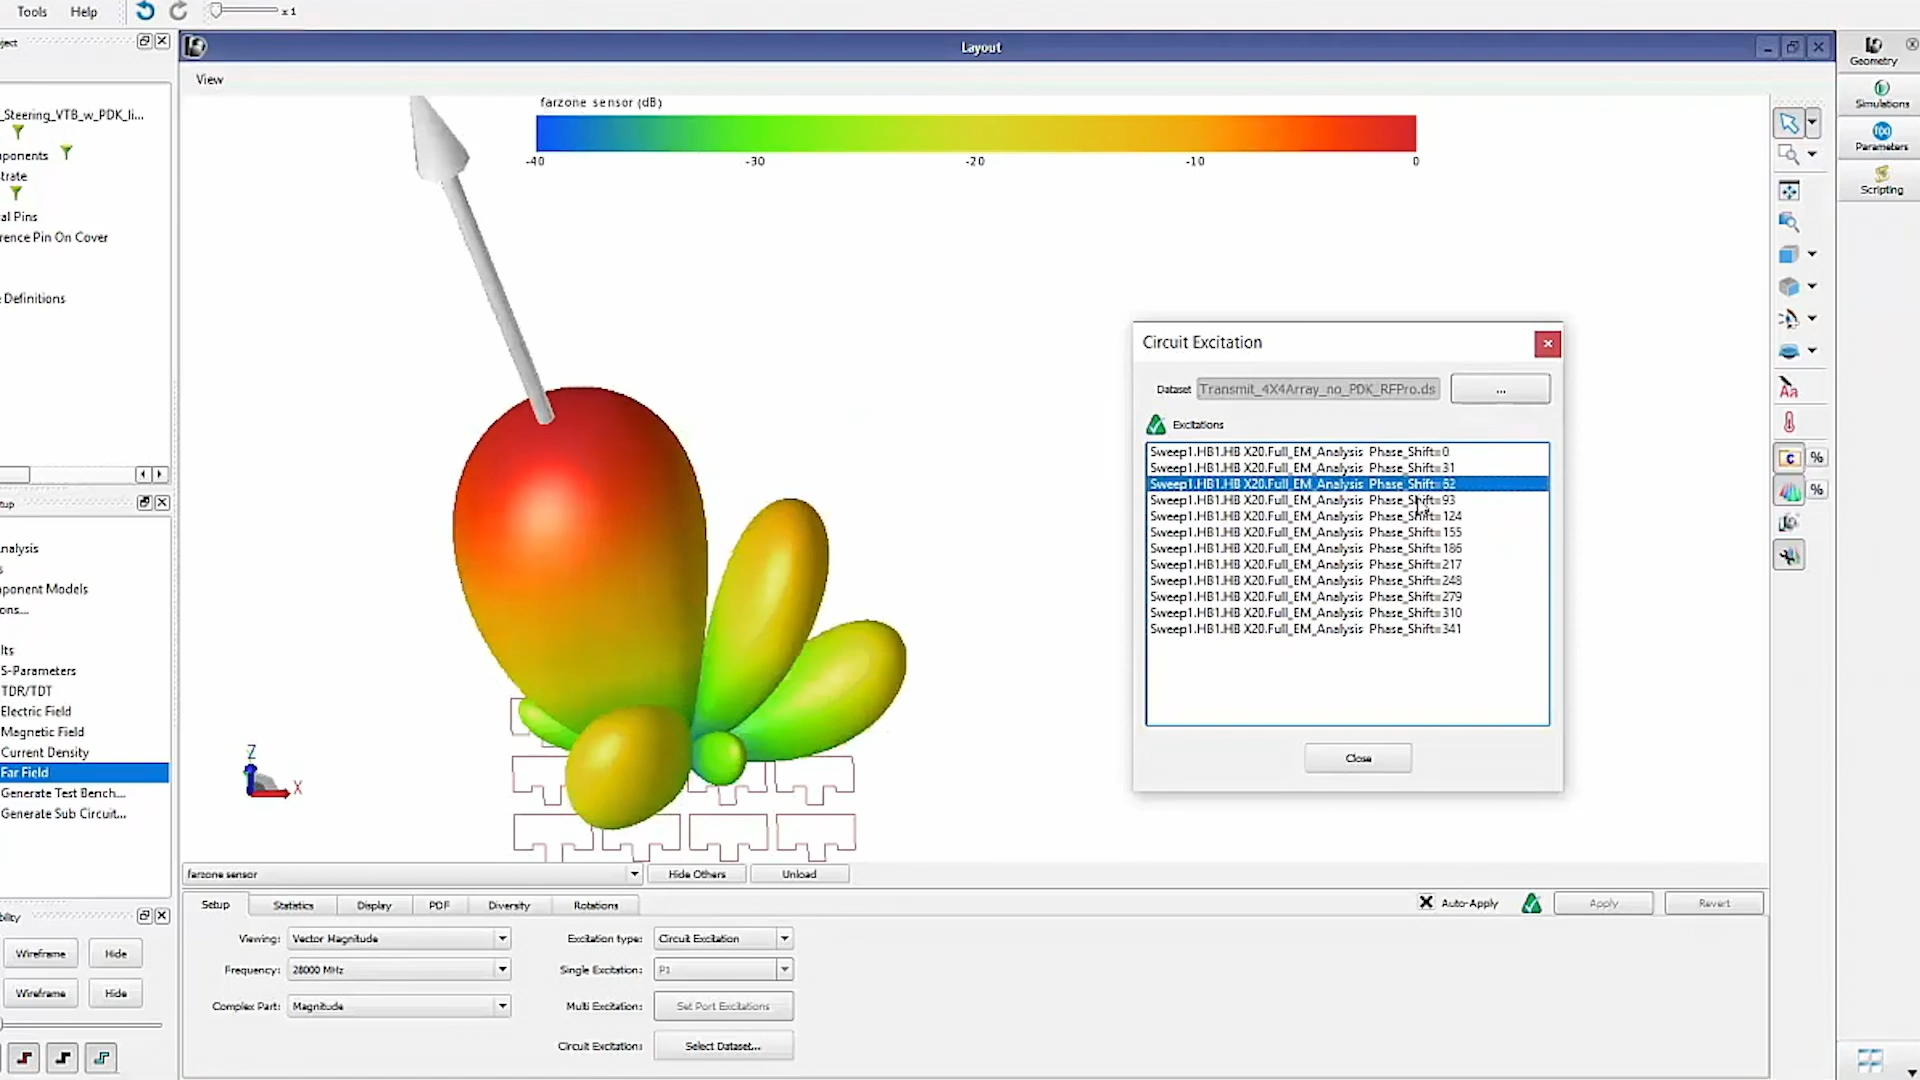 Tools Help x1
ject
_Steering_VTB_w_PDK_li...
ponents
trate
al Pins
rence Pin On Cover
Definitions
tup
nalysis
s
ponent Models
ons...
lts
S-Parameters
TDR/TDT
Electric Field
Magnetic Field
Current Density
Far Field
Generate Test Bench...
Generate Sub Circuit...
bility
Wireframe Hide
Wireframe Hide
Layout
View
farzone sensor (dB)
-40 -30 -20 -10 0
Z
X
Circuit Excitation
Dataset Transmit_4X4Array_no_PDK_RFPro.ds ...
Excitations
Sweep1.HB1.HB X20.Full_EM_Analysis Phase_Shift=0
Sweep1.HB1.HB X20.Full_EM_Analysis Phase_Shift=31
Sweep1.HB1.HB X20.Full_EM_Analysis Phase_Shift=62
Sweep1.HB1.HB X20.Full_EM_Analysis Phase_Shift=93
Sweep1.HB1.HB X20.Full_EM_Analysis Phase_Shift=124
Sweep1.HB1.HB X20.Full_EM_Analysis Phase_Shift=155
Sweep1.HB1.HB X20.Full_EM_Analysis Phase_Shift=186
Sweep1.HB1.HB X20.Full_EM_Analysis Phase_Shift=217
Sweep1.HB1.HB X20.Full_EM_Analysis Phase_Shift=248
Sweep1.HB1.HB X20.Full_EM_Analysis Phase_Shift=279
Sweep1.HB1.HB X20.Full_EM_Analysis Phase_Shift=310
Sweep1.HB1.HB X20.Full_EM_Analysis Phase_Shift=341
Close
farzone sensor Hide Others Unload
Setup Statistics Display PDF Diversity Rotations Auto-Apply Apply Revert
Viewing: Vector Magnitude Excitation type: Circuit Excitation
Frequency: 28000 MHz Single Excitation: P1
Complex Part: Magnitude Multi Excitation: Set Port Excitations
Circuit Excitation: Select Dataset...
Geometry
Simulations
f(x)
Parameters
Scripting
Aa
C %
%